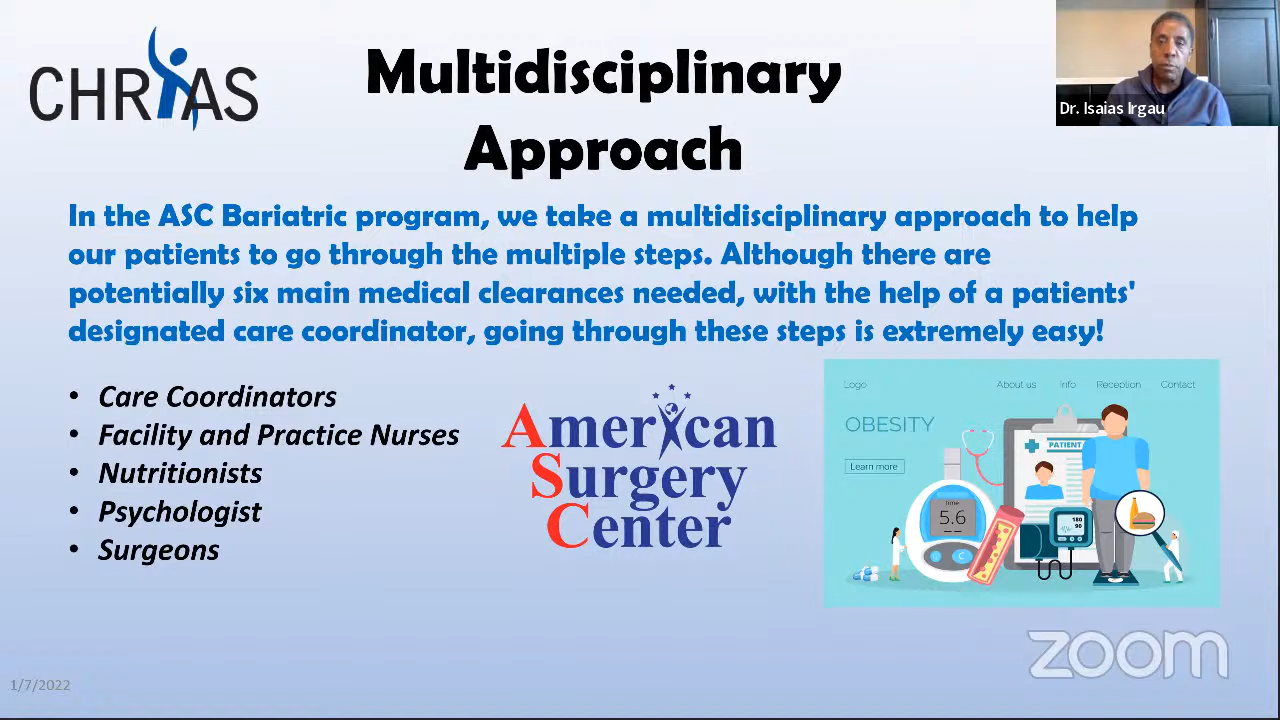 CHRIAS
Multidisciplinary
Approach
Dr. Isaias Irgau
In the ASC Bariatric program, we take a multidisciplinary approach to help
our patients to go through the multiple steps. Although there are
potentially six main medical clearances needed, with the help of a patients'
designated care coordinator, going through these steps is extremely easy!
• Care Coordinators
• Facility and Practice Nurses
• Nutritionists
• Psychologist
• Surgeons
American
Surgery
Center
Logo
About us Info Reception Contact
OBESITY
Learn more
PATIENT
time
5.6
C
180
90
zoom
1/7/2022